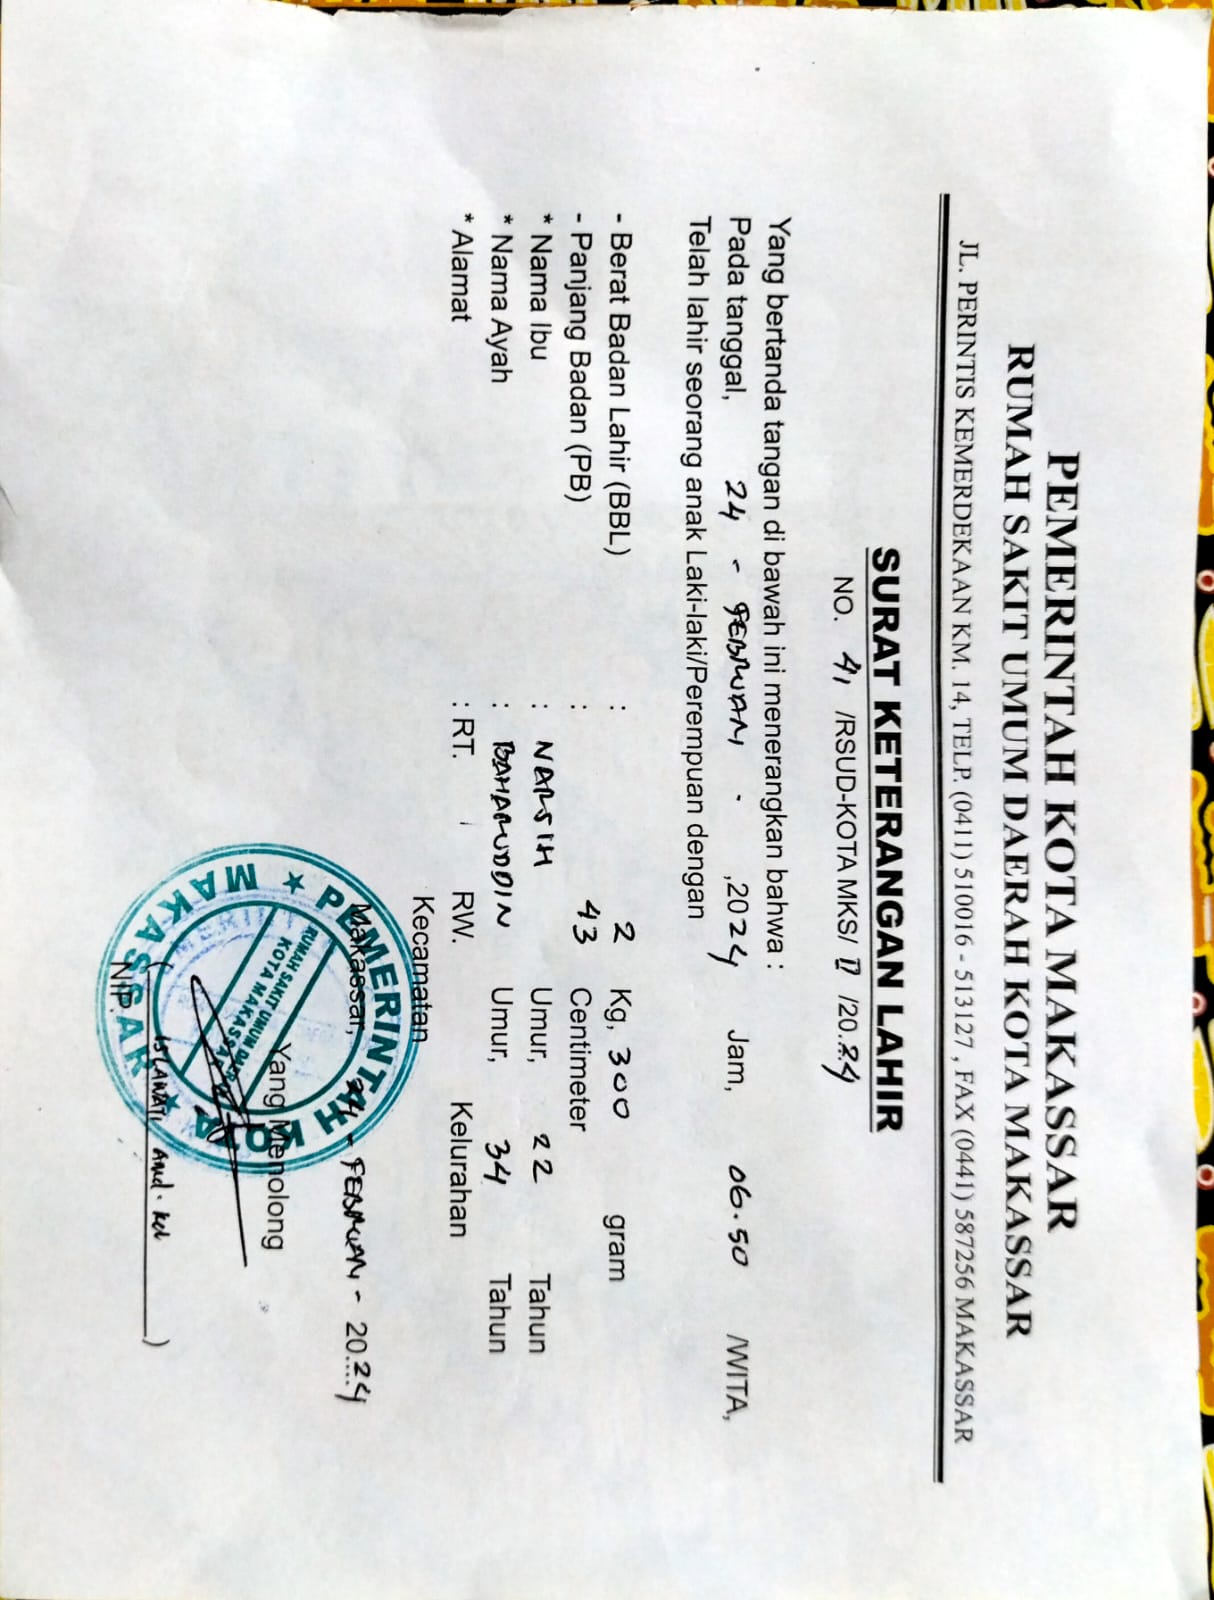 PEMERINTAH KOTA MAKASSAR
RUMAH SAKIT UMUM DAERAH KOTA MAKASSAR
JL. PERINTIS KEMERDEKAAN KM. 14, TELP. (0411) 510016 - 513127 , FAX (0441) 587256 MAKASSAR
SURAT KETERANGAN LAHIR
NO. 41 /RSUD-KOTA MKS/ II /20.24
Yang bertanda tangan di bawah ini menerangkan bahwa :
Pada tanggal, 24 - FEBRUARI - ,2024 Jam, 06.50 /WITA,
Telah lahir seorang anak Laki-laki/Perempuan dengan
- Berat Badan Lahir (BBL) : 2 Kg, 300 gram
- Panjang Badan (PB) : 43 Centimeter
* Nama Ibu : NARSIH Umur, 22 Tahun
* Nama Ayah : BAHARUDDIN Umur, 34 Tahun
* Alamat : RT. RW. Kelurahan
Kecamatan
Makassar, 24 - FEBRUARI - 20.24
Yang Menolong
PEMERINTAH KOTA
RUMAH SAKIT UMUM DAERAH
KOTA MAKASSAR
MAKASSAR
( ISLAWATI Amd. Keb )
NIP.